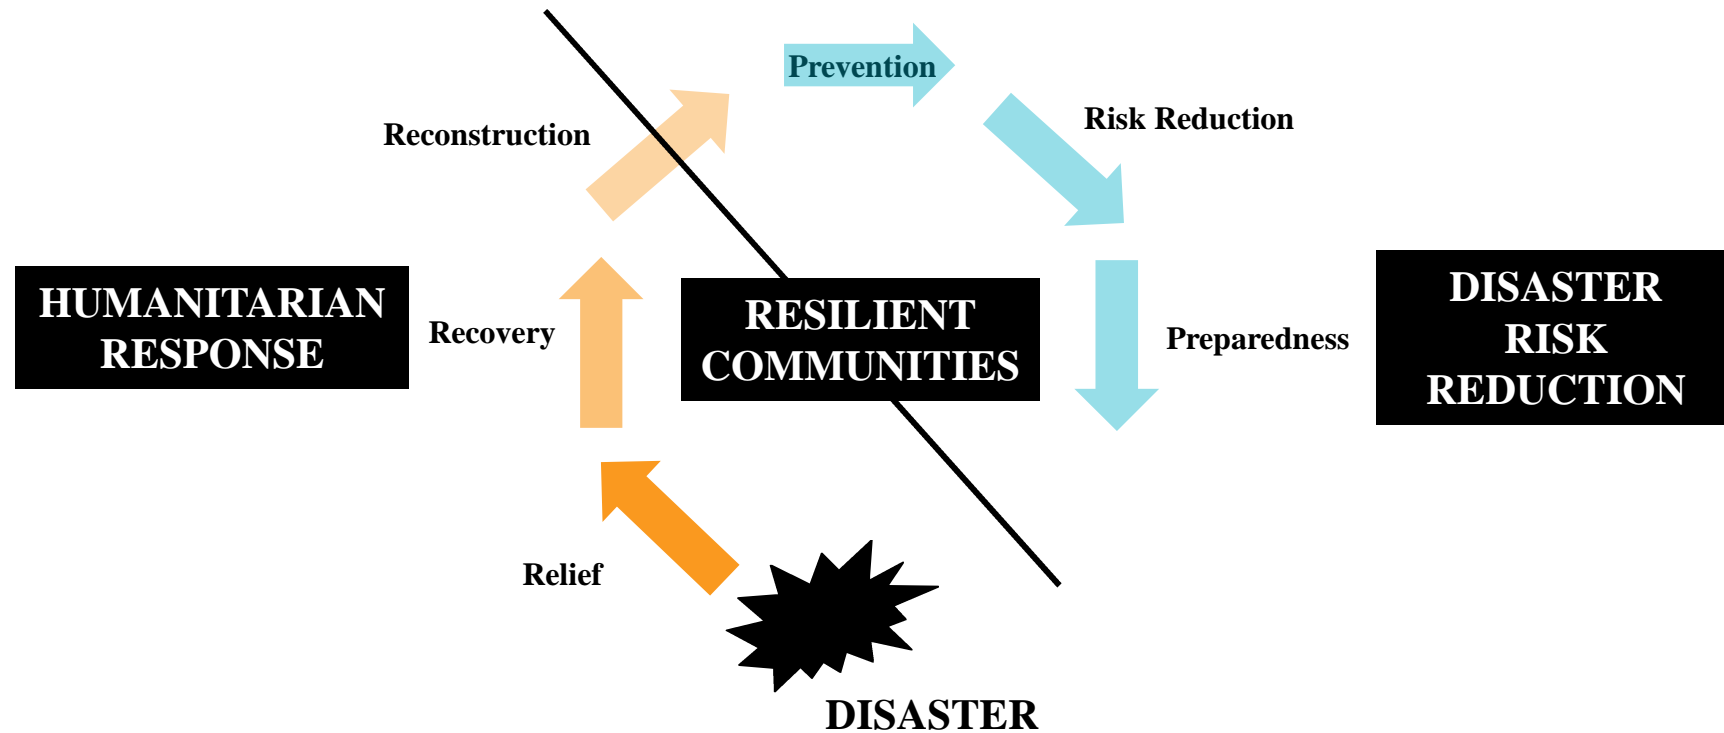 Prevention
Risk Reduction
Reconstruction
HUMANITARIAN
RESPONSE
Recovery
RESILIENT
COMMUNITIES
Preparedness
DISASTER
RISK
REDUCTION
Relief
DISASTER